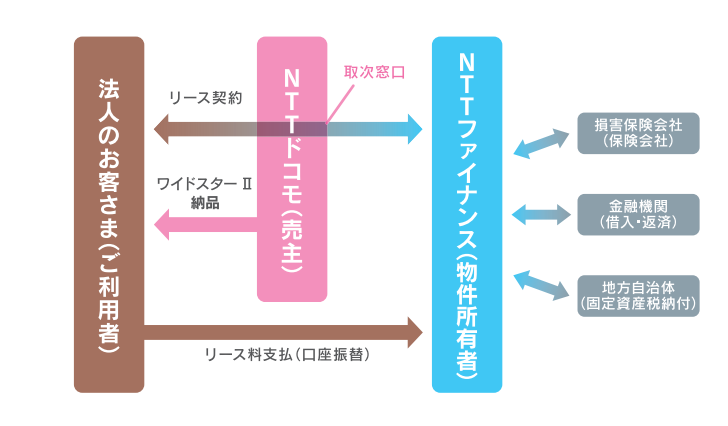 法人のお客さま(ご利用者)
リース契約
ワイドスター Ⅱ
納品
NTTドコモ(売主)
取次窓口
リース料支払(口座振替)
NTTファイナンス(物件所有者)
損害保険会社
(保険会社)
金融機関
(借入・返済)
地方自治体
(固定資産税納付)